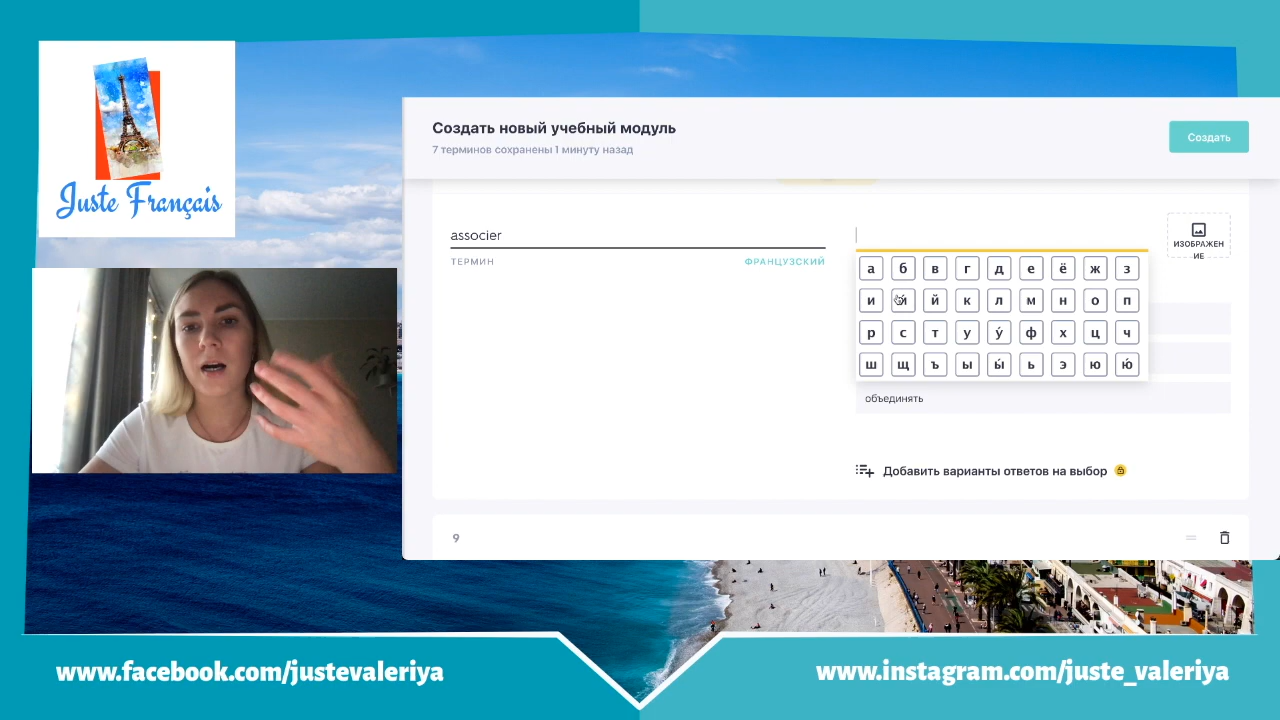 Juste Français
Создать новый учебный модуль
7 терминов сохранены 1 минуту назад
Создать
associer
ТЕРМИН
ФРАНЦУЗСКИЙ
ИЗОБРАЖЕН
ИЕ
а б в г д е ё ж з
и и́ й к л м н о п
р с т у у́ ф х ц ч
ш щ ъ ы ы́ ь э ю ю́
объединять
Добавить варианты ответов на выбор
9
www.facebook.com/justevaleriya
www.instagram.com/juste_valeriya